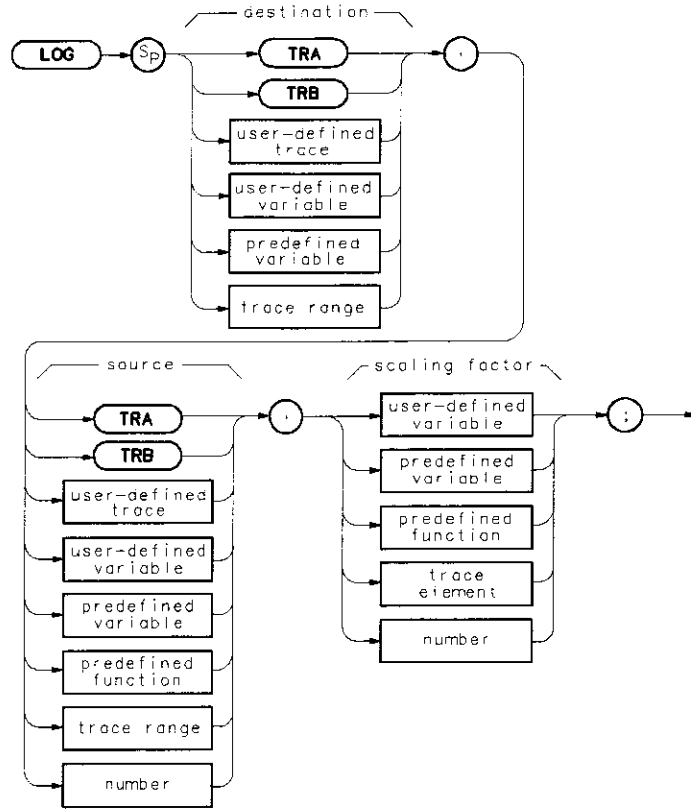 destination
LOG
SP
TRA
,
TRB
user-defined
trace
user-defined
variable
predefined
variable
trace range
source
TRA
,
TRB
user-defined
trace
user-defined
variable
predefined
variable
predefined
function
trace range
number
scaling factor
user-defined
variable
;
predefined
variable
predefined
function
trace
element
number